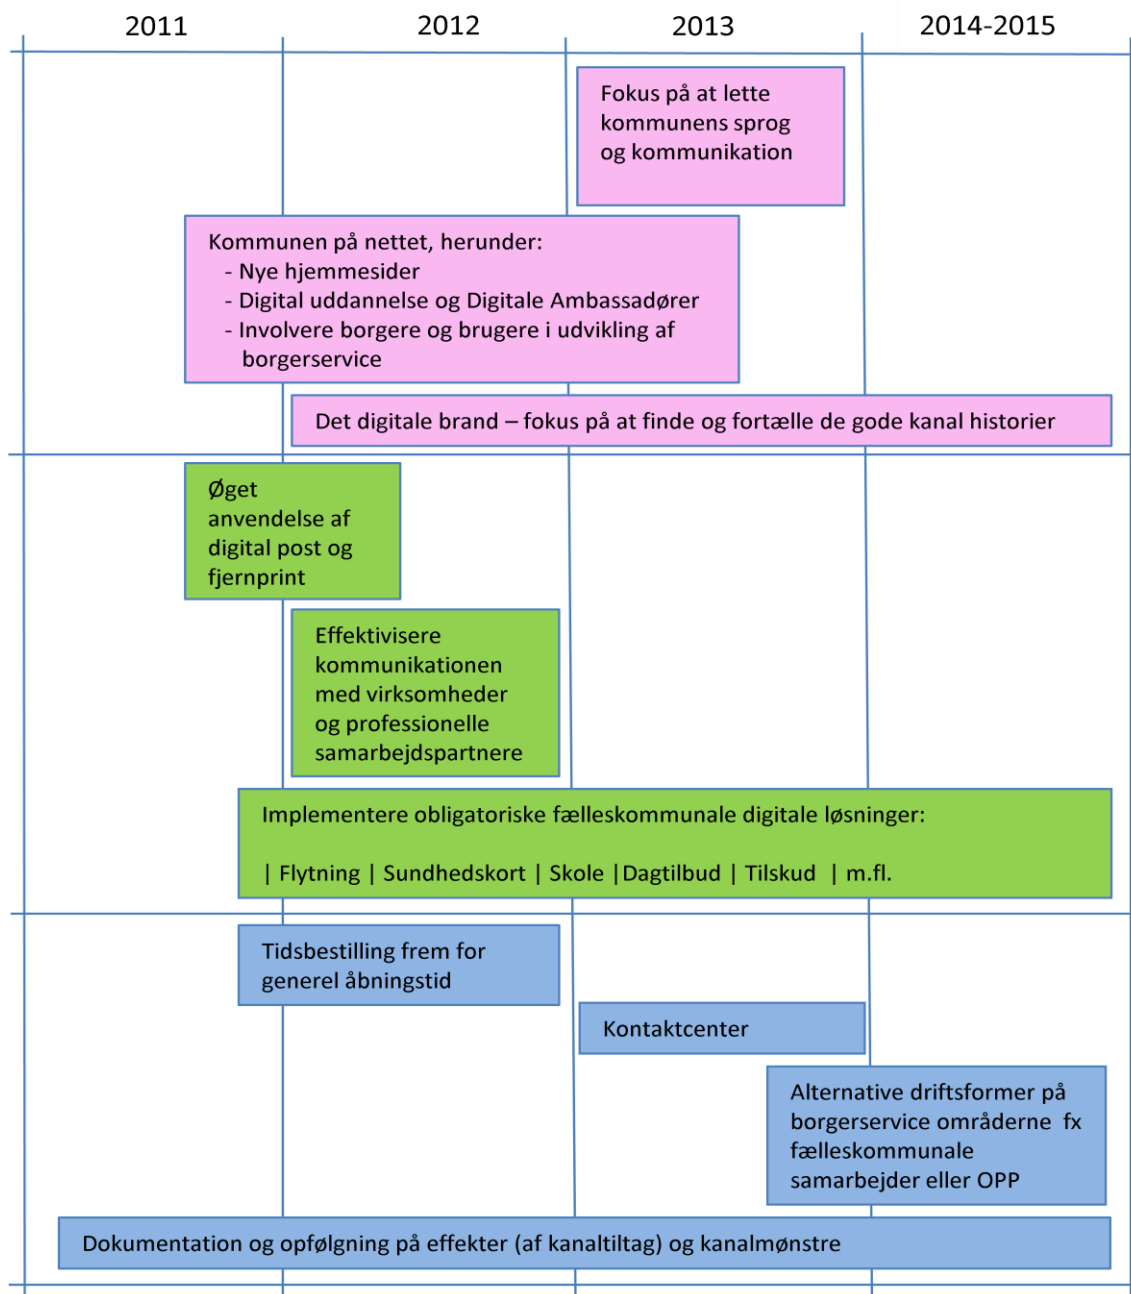 2011 2012 2013 2014-2015
Fokus på at lette
kommunens sprog
og kommunikation
Kommunen på nettet, herunder:
- Nye hjemmesider
- Digital uddannelse og Digitale Ambassadører
- Involvere borgere og brugere i udvikling af
borgerservice
Det digitale brand – fokus på at finde og fortælle de gode kanal historier
Øget
anvendelse af
digital post og
fjernprint
Effektivisere
kommunikationen
med virksomheder
og professionelle
samarbejdspartnere
Implementere obligatoriske fælleskommunale digitale løsninger:
| Flytning | Sundhedskort | Skole |Dagtilbud | Tilskud | m.fl.
Tidsbestilling frem for
generel åbningstid
Kontaktcenter
Alternative driftsformer på
borgerservice områderne fx
fælleskommunale
samarbejder eller OPP
Dokumentation og opfølgning på effekter (af kanaltiltag) og kanalmønstre